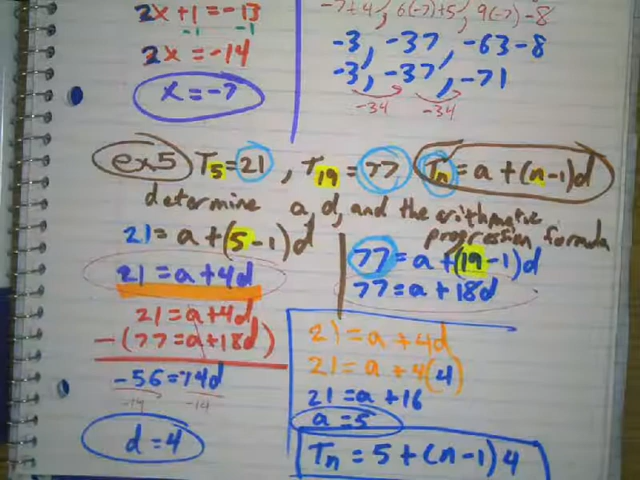 2x+1=-13
-1 -1
2x=-14
x=-7
-7+4, 6(-7)+5, 9(-7)-8
-3, -37, -63-8
-3, -37, -71
-34 -34
ex5 T5=21, T19=77 Tn=a+(n-1)d
determine a, d, and the arithmatic
progression formula
21=a+(5-1)d
21=a+4d
77=a+(19-1)d
77=a+18d
21=a+4d
-(77=a+18d)
-56=-14d
-14 -14
d=4
21=a+4d
21=a+4(4)
21=a+16
a=5
Tn=5+(n-1)4